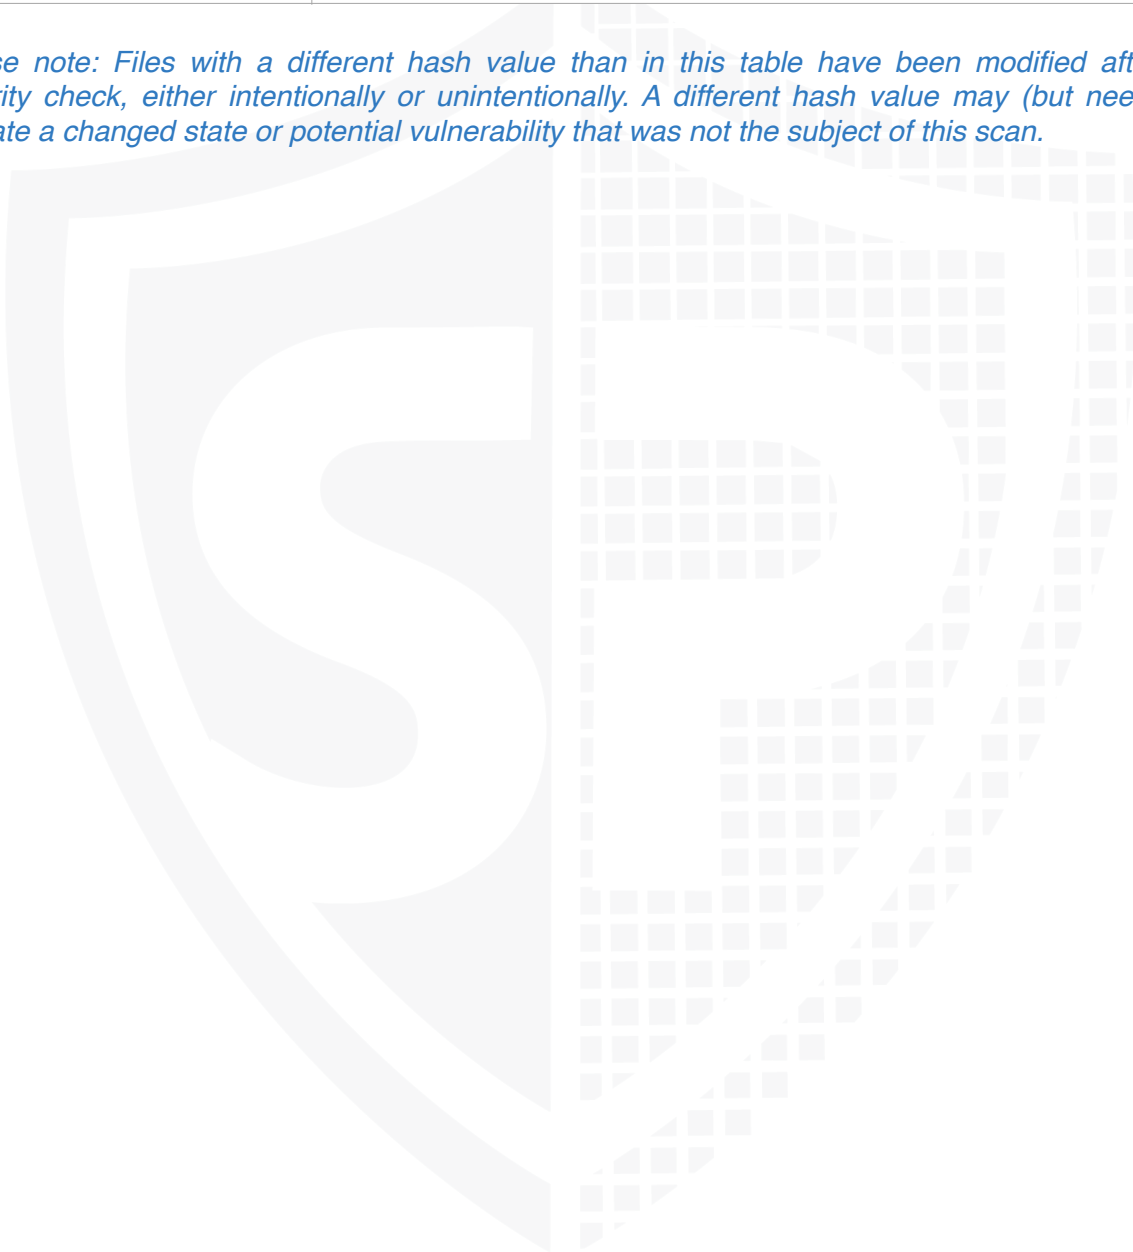 se note: Files with a different hash value than in this table have been modified aft
rity check, either intentionally or unintentionally. A different hash value may (but nee
ate a changed state or potential vulnerability that was not the subject of this scan.
SP